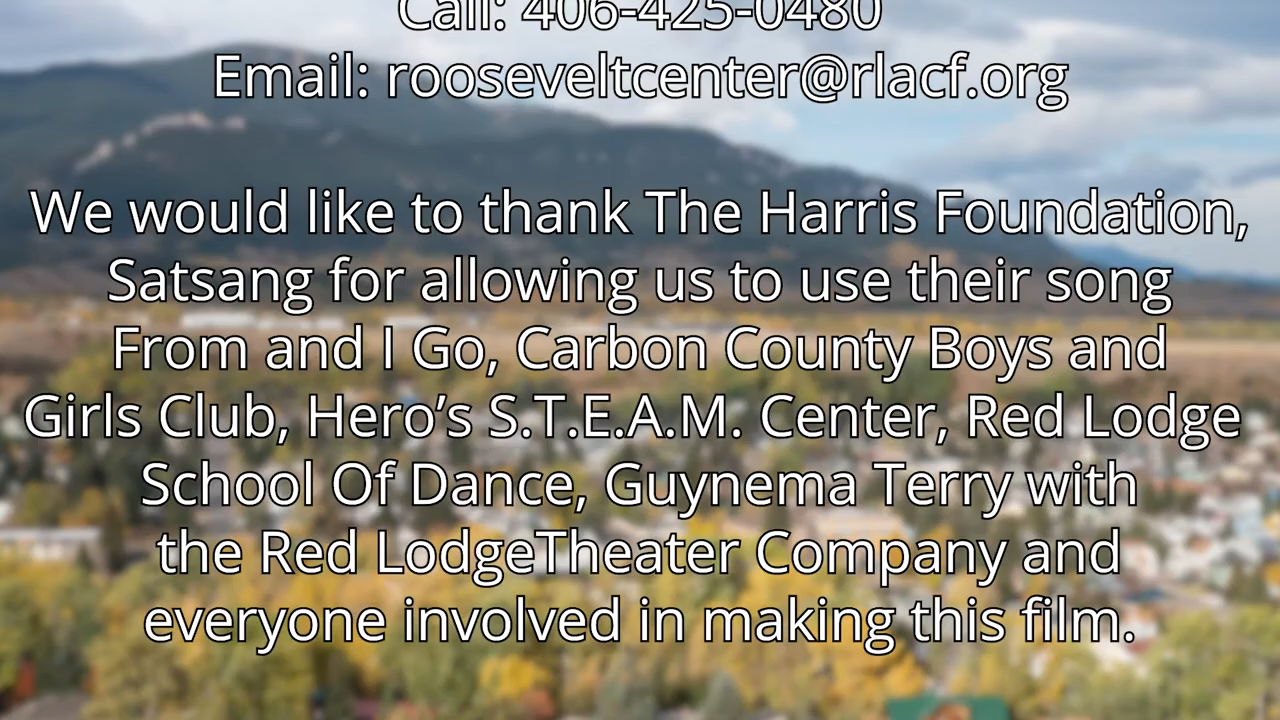 Call: 406-425-0480
Email: rooseveltcenter@rlacf.org
We would like to thank The Harris Foundation,
Satsang for allowing us to use their song
From and I Go, Carbon County Boys and
Girls Club, Hero’s S.T.E.A.M. Center, Red Lodge
School Of Dance, Guynema Terry with
the Red LodgeTheater Company and
everyone involved in making this film.